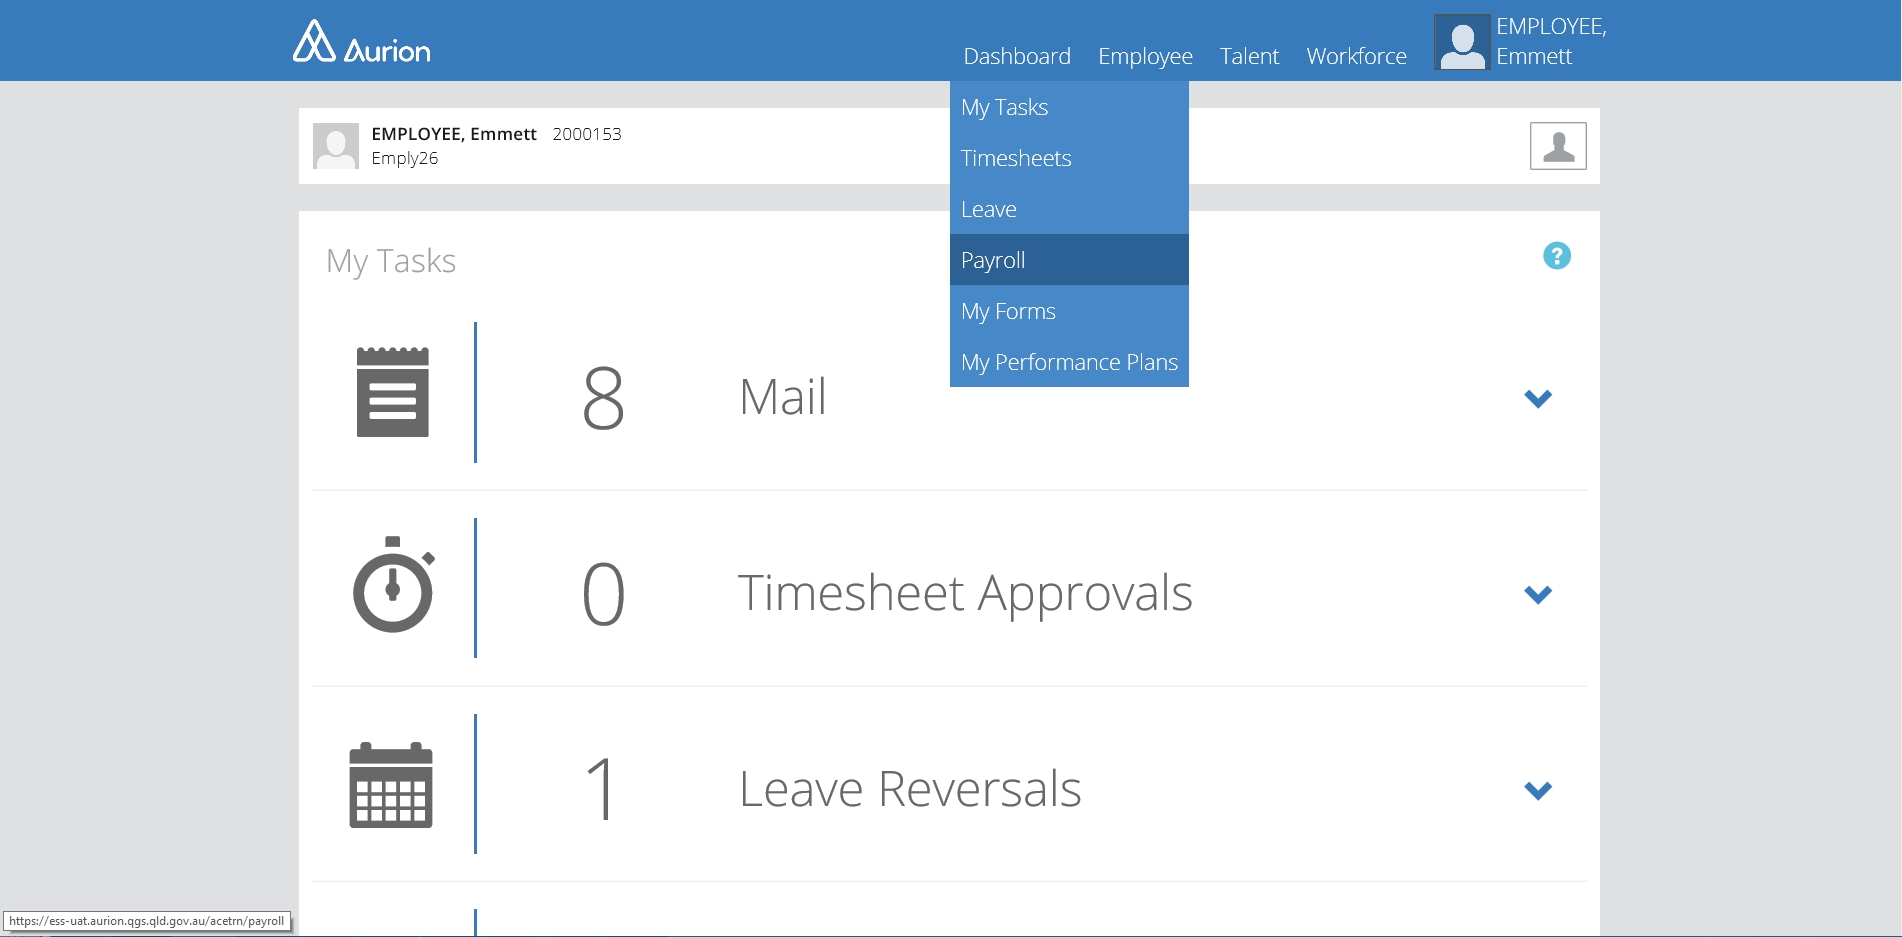 Aurion
Dashboard Employee Talent Workforce
EMPLOYEE,
Emmett
My Tasks
Timesheets
Leave
Payroll
My Forms
My Performance Plans
EMPLOYEE, Emmett 2000153
Emply26
My Tasks
?
8 Mail
0 Timesheet Approvals
1 Leave Reversals
https://ess-uat.aurion.qgs.qld.gov.au/acetrn/payroll